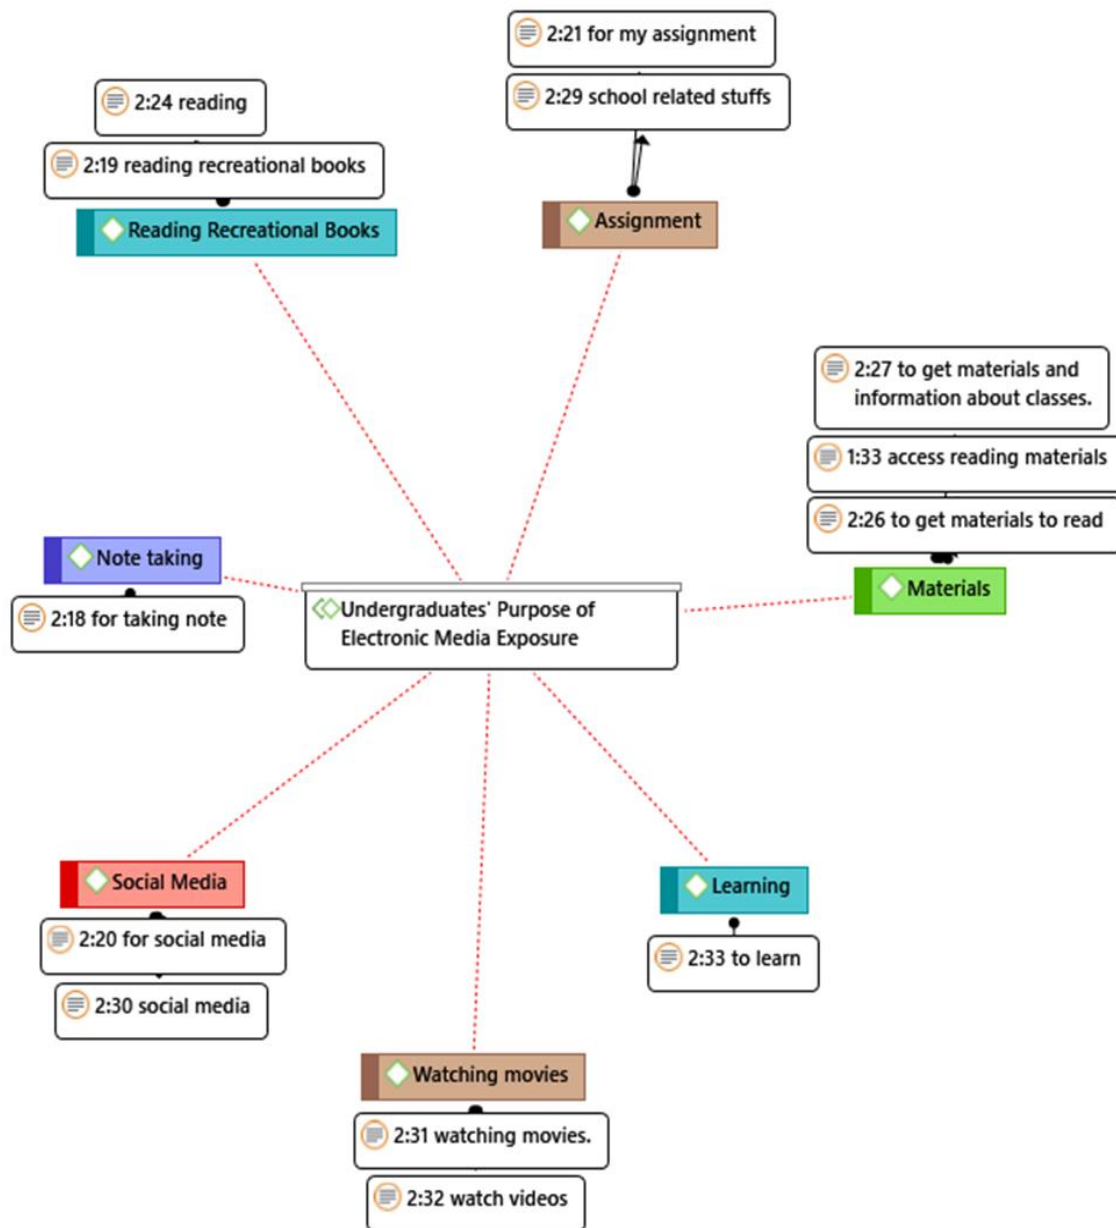 2:21 for my assignment
2:29 school related stuffs
Assignment
2:24 reading
2:19 reading recreational books
Reading Recreational Books
2:27 to get materials and
information about classes.
1:33 access reading materials
2:26 to get materials to read
Materials
Note taking
2:18 for taking note
Undergraduates' Purpose of
Electronic Media Exposure
Social Media
2:20 for social media
2:30 social media
Learning
2:33 to learn
Watching movies
2:31 watching movies.
2:32 watch videos